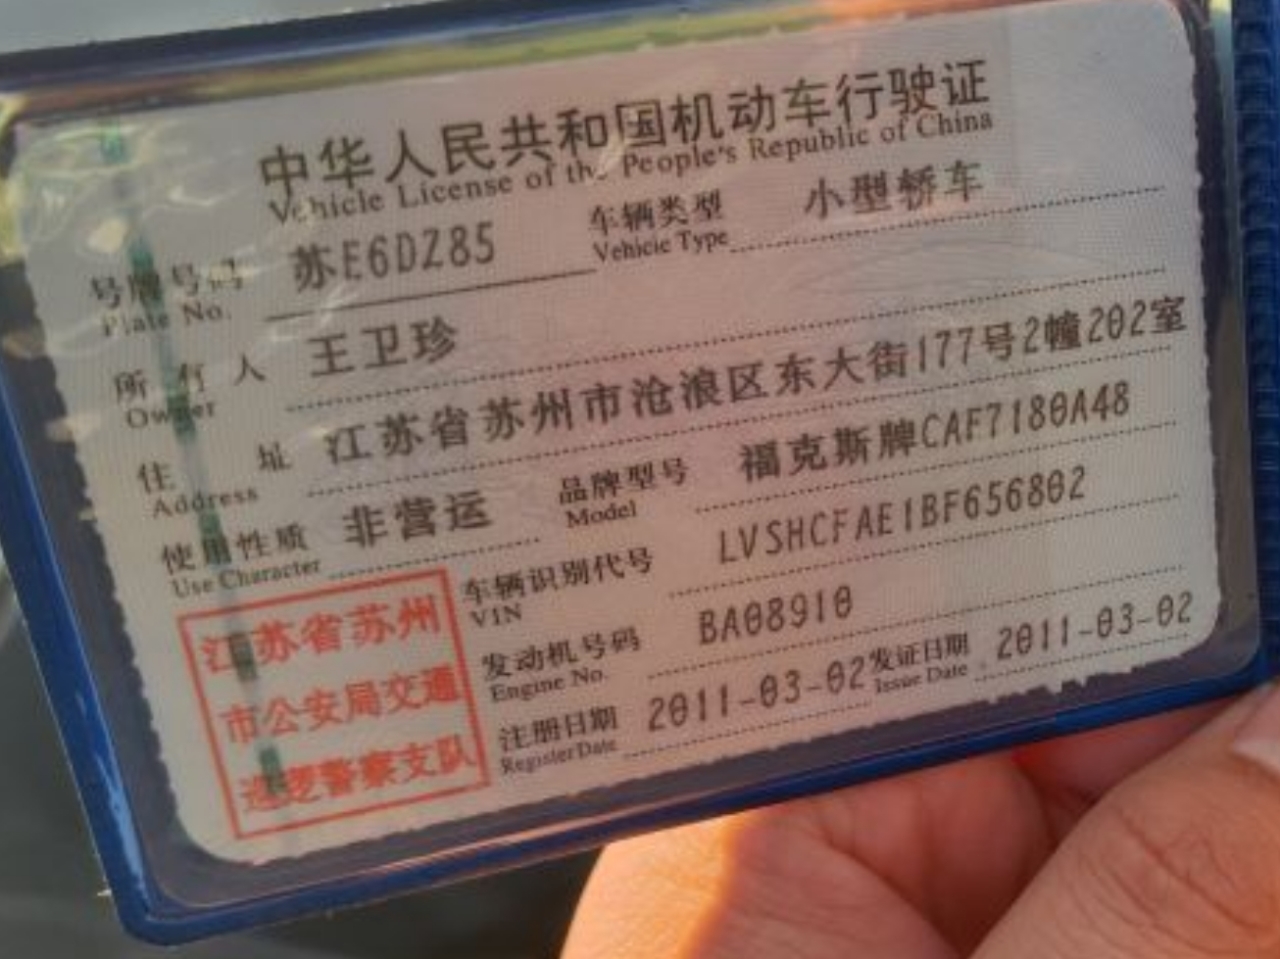 中华人民共和国机动车行驶证
Vehicle License of the People's Republic of China
号牌号码 苏E6DZ85 车辆类型 小型轿车
Plate No. Vehicle Type
所有人 王卫珍
Owner
住址 江苏省苏州市沧浪区东大街177号2幢202室
Address
使用性质 非营运 品牌型号 福克斯牌CAF7180A48
Use Character Model
车辆识别代号 LVSHCFAE1BF656802
VIN
发动机号码 BA08910
Engine No.
注册日期 2011-03-02 发证日期 2011-03-02
Register Date Issue Date
江苏省苏州
市公安局交通
巡逻警察支队